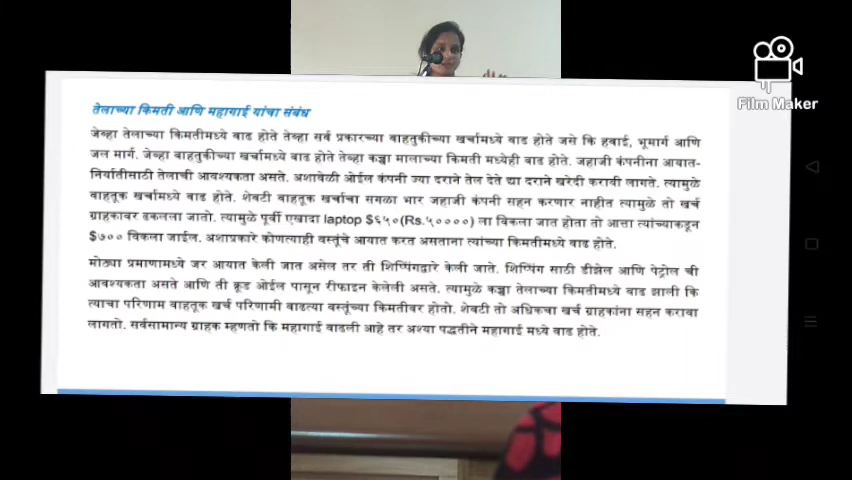 Film Maker
तेलाच्या किमती आणि महागाई यांचा संबंध
जेव्हा तेलाच्या किमतीमध्ये वाढ होते तेव्हा सर्व प्रकारच्या वाहतुकीच्या खर्चामध्ये वाढ होते जसे कि हवाई, भूमार्ग आणि
जल मार्ग. जेव्हा वाहतुकीच्या खर्चामध्ये वाढ होते तेव्हा कच्चा मालाच्या किमती मध्येही वाढ होते. जहाजी कंपनीना आयात-
निर्यातीसाठी तेलाची आवश्यकता असते. अशावेळी ओईल कंपनी ज्या दराने तेल देते द्या दराने खरेदी करावी लागते. त्यामुळे
वाहतूक खर्चामध्ये वाढ होते. शेवटी वाहतूक खर्चाचा सगळा भार जहाजी कंपनी सहन करणार नाहीत त्यामुळे तो खर्च
ग्राहकावर ढकलला जातो. त्यामुळे पूर्वी एखादा laptop $६५०(Rs.५००००) ला विकला जात होता तो आत्ता त्यांच्याकडून
$७०० विकला जाईल. अशाप्रकारे कोणत्याही वस्तूंचे आयात करत असताना त्यांच्या किमतीमध्ये वाढ होते.
मोठ्या प्रमाणामध्ये जर आयात केली जात असेल तर ती शिप्पिंगद्वारे केली जाते. शिप्पिंग साठी डीझेल आणि पेट्रोल ची
आवश्यकता असते आणि ती क्रूड ओईल पासून रीफाइन केलेली असते. त्यामुळे कच्चा तेलाच्या किमतीमध्ये वाढ झाली कि
त्याचा परिणाम वाहतूक खर्च परिणामी वाढत्या वस्तूंच्या किमतीवर होतो. शेवटी तो अधिकचा खर्च ग्राहकांना सहन करावा
लागतो. सर्वसामान्य ग्राहक म्हणतो कि महागाई वाढली आहे तर अश्या पद्धतीने महागाई मध्ये वाढ होते.